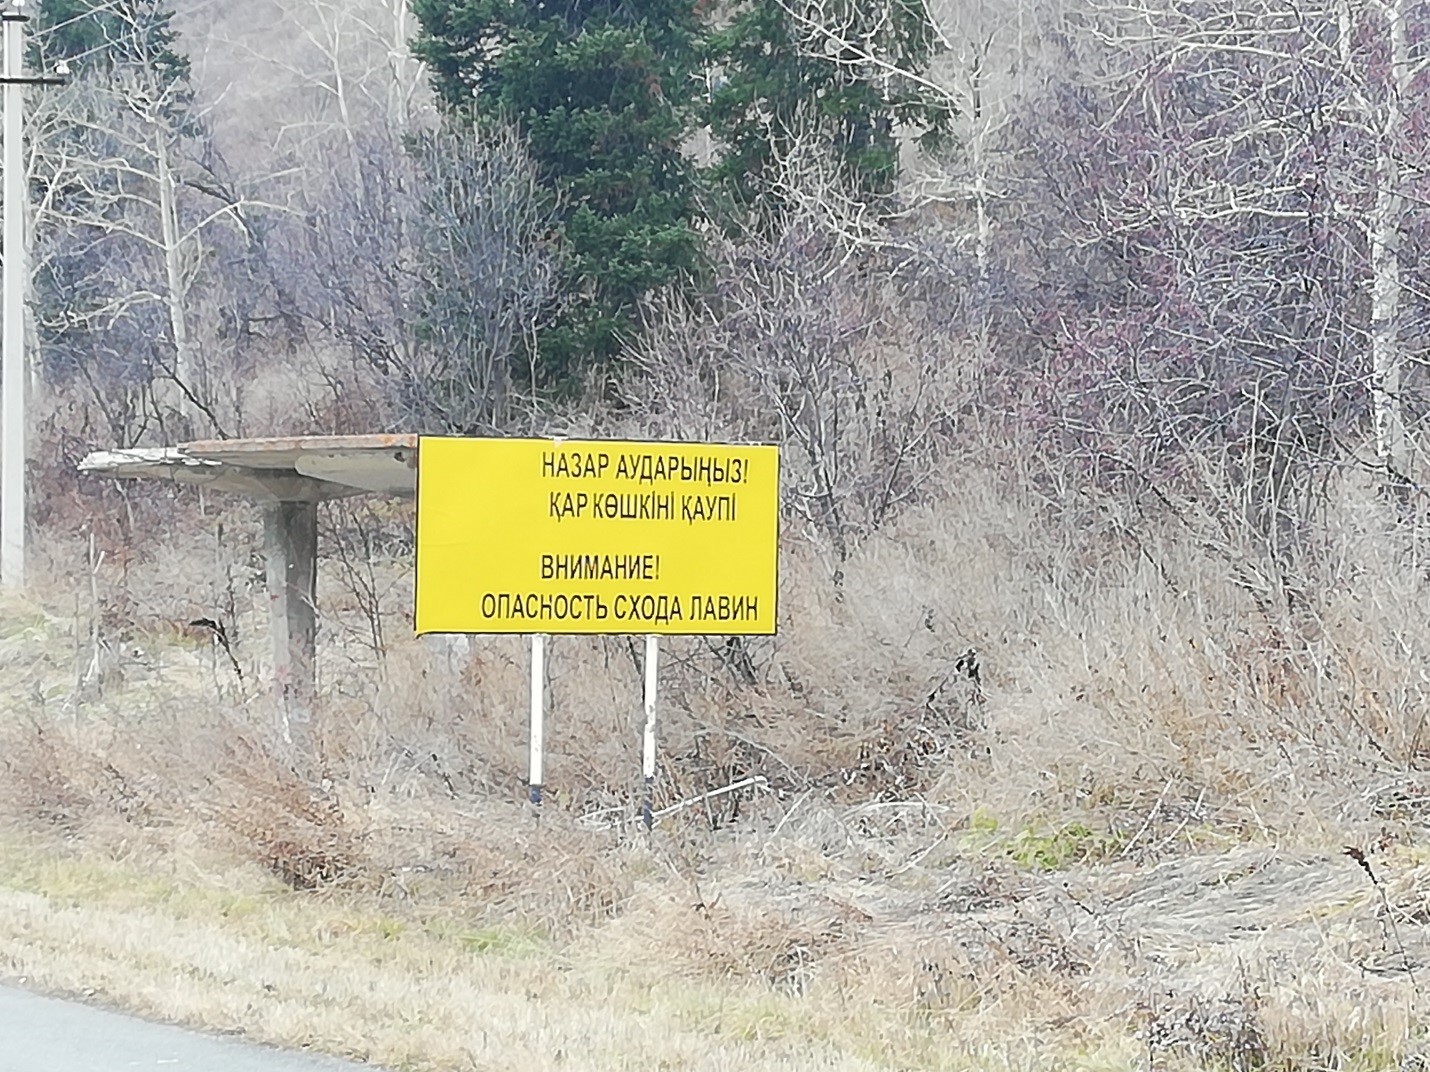 НАЗАР АУДАРЫҢЫЗ!
ҚАР КӨШКІНІ ҚАУПІ
ВНИМАНИЕ!
ОПАСНОСТЬ СХОДА ЛАВИН